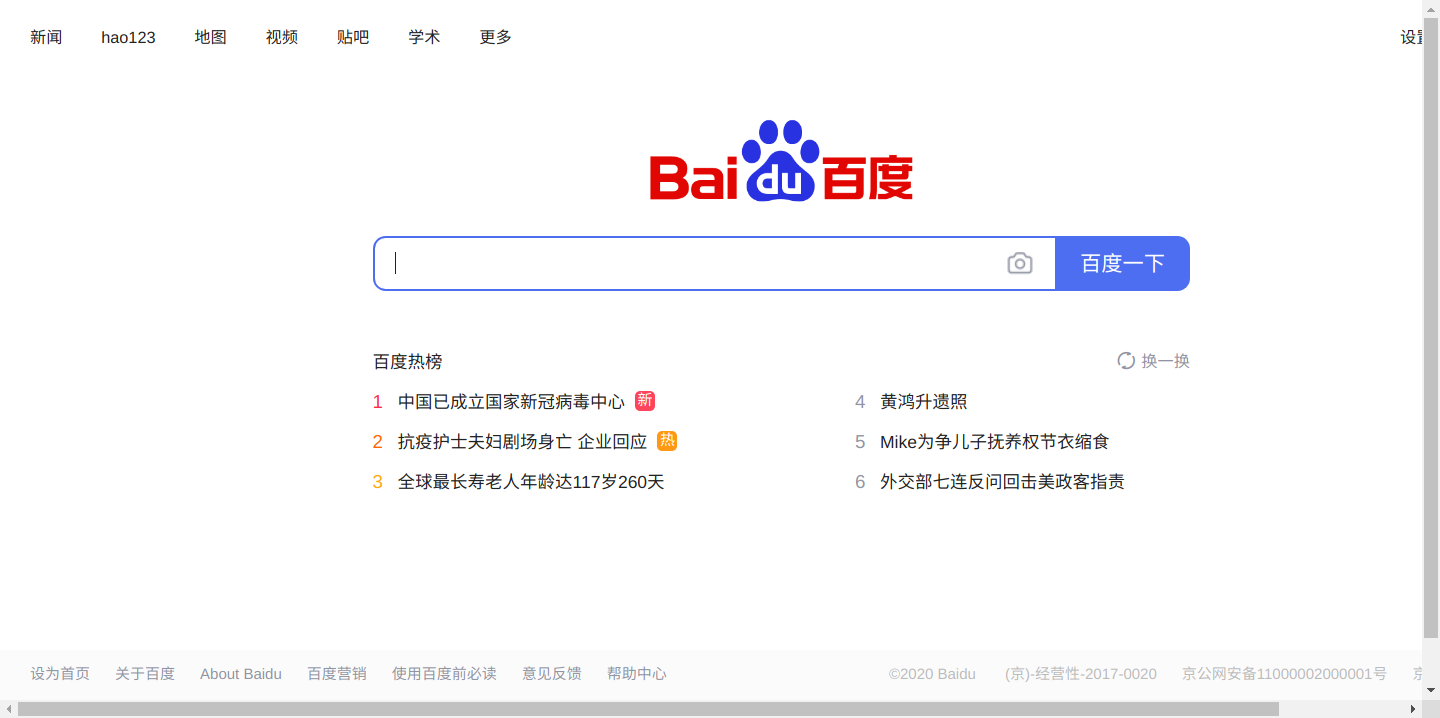 新闻 hao123 地图 视频 贴吧 学术 更多 设置
Baidu百度
百度一下
百度热榜 换一换
1 中国已成立国家新冠病毒中心 新
4 黄鸿升遗照
2 抗疫护士夫妇剧场身亡 企业回应 热
5 Mike为争儿子抚养权节衣缩食
3 全球最长寿老人年龄达117岁260天
6 外交部七连反问回击美政客指责
设为首页 关于百度 About Baidu 百度营销 使用百度前必读 意见反馈 帮助中心 ©2020 Baidu (京)-经营性-2017-0020 京公网安备11000002000001号 京